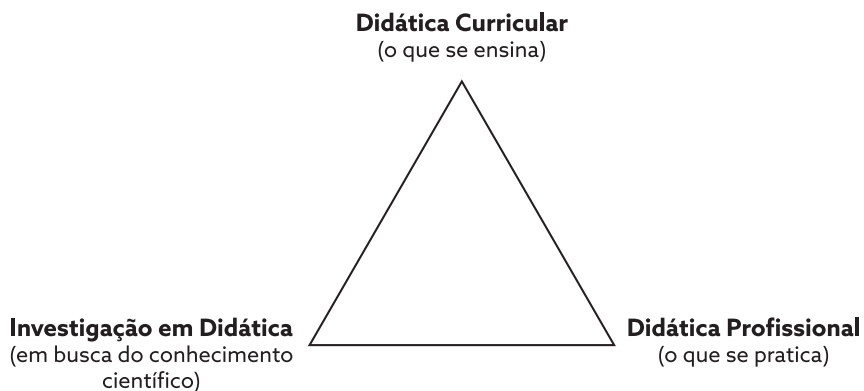 Didática Curricular
(o que se ensina)
Investigação em Didática
(em busca do conhecimento
científico)
Didática Profissional
(o que se pratica)